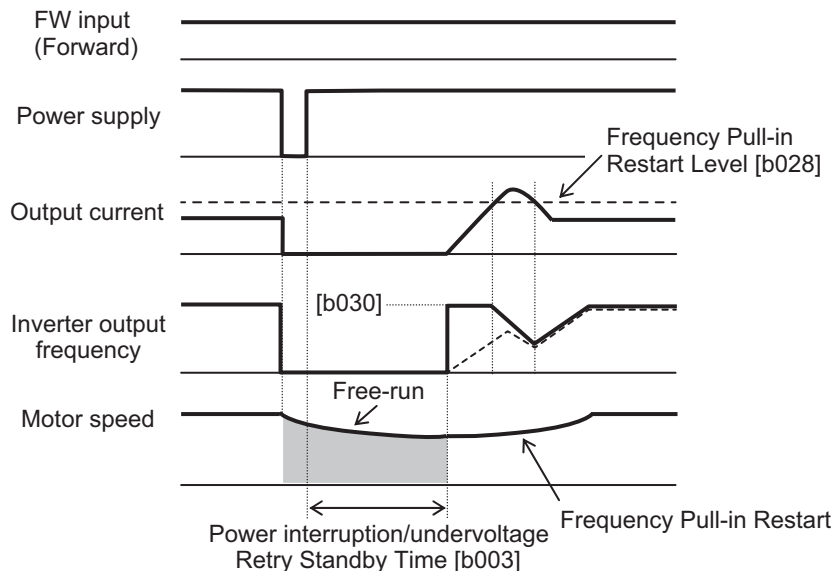 FW input
(Forward)
Power supply
Frequency Pull-in
Restart Level [b028]
Output current
[b030]
Inverter output
frequency
Free-run
Motor speed
Frequency Pull-in Restart
Power interruption/undervoltage
Retry Standby Time [b003]